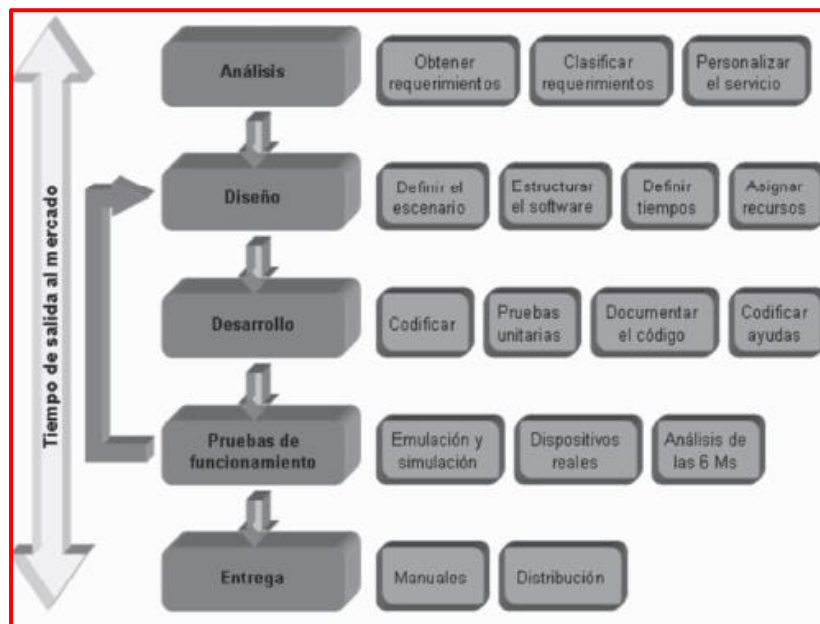 Tiempo de salida al mercado
Análisis
Obtener
requerimientos
Clasificar
requerimientos
Personalizar
el servicio
Diseño
Definir el
escenario
Estructurar
el software
Definir
tiempos
Asignar
recursos
Desarrollo
Codificar
Pruebas
unitarias
Documentar
el código
Codificar
ayudas
Pruebas de
funcionamiento
Emulación y
simulación
Dispositivos
reales
Análisis de
las 6 Ms
Entrega
Manuales
Distribución